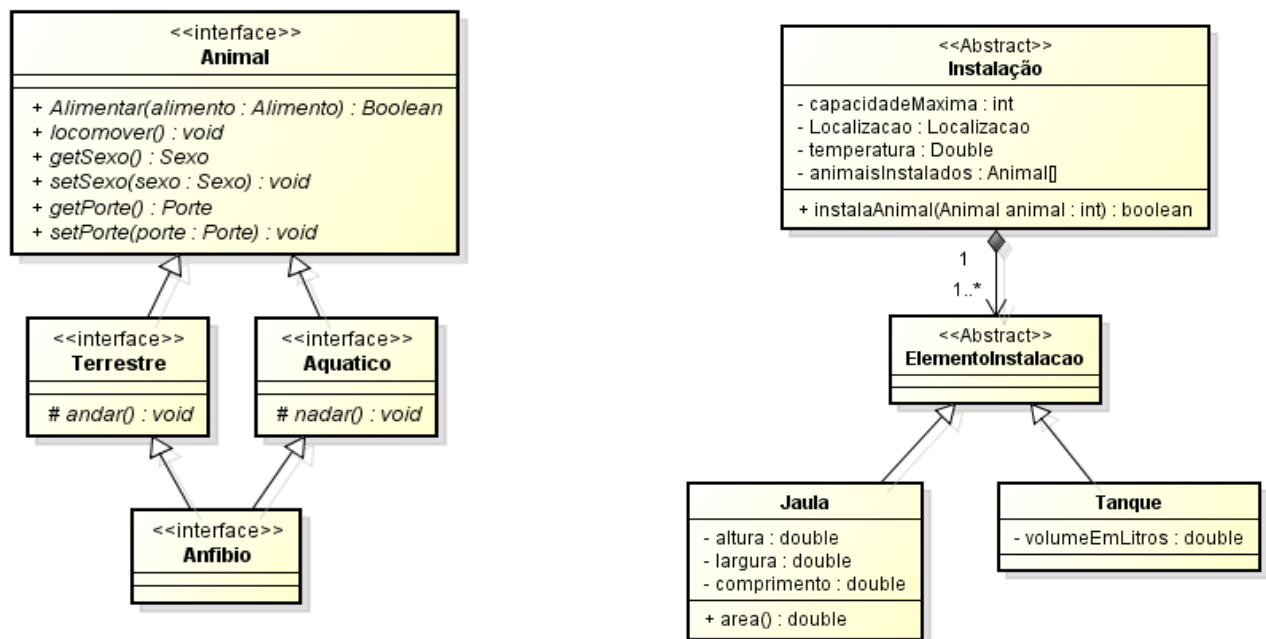 <<interface>>
Animal
+ Alimentar(alimento : Alimento) : Boolean
+ locomover() : void
+ getSexo() : Sexo
+ setSexo(sexo : Sexo) : void
+ getPorte() : Porte
+ setPorte(porte : Porte) : void
<<interface>>
Terrestre
# andar() : void
<<interface>>
Aquatico
# nadar() : void
<<interface>>
Anfibio
<<Abstract>>
Instalação
- capacidadeMaxima : int
- Localizacao : Localizacao
- temperatura : Double
- animaisInstalados : Animal[]
+ instalaAnimal(Animal animal : int) : boolean
1
1..*
<<Abstract>>
ElementoInstalacao
Jaula
- altura : double
- largura : double
- comprimento : double
+ area() : double
Tanque
- volumeEmLitros : double